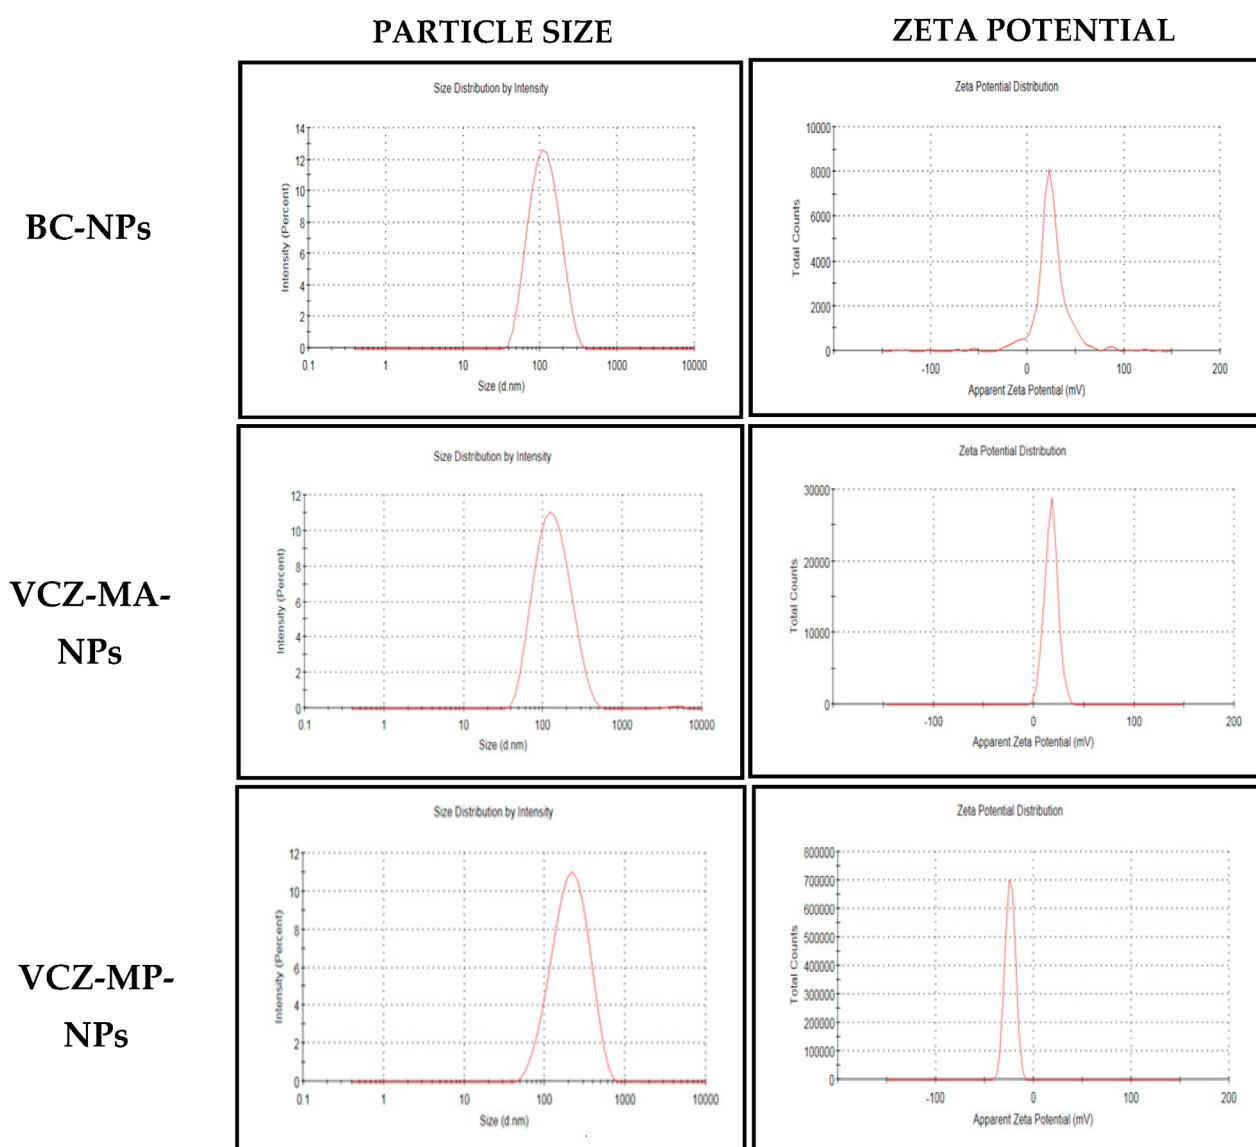 PARTICLE SIZE
ZETA POTENTIAL
BC-NPs
Size Distribution by Intensity
Intensity (Percent)
14
12
10
8
6
4
2
0
0.1 1 10 100 1000 10000
Size (d.nm)
Zeta Potential Distribution
Total Counts
10000
8000
6000
4000
2000
0
-100 0 100 200
Apparent Zeta Potential (mV)
VCZ-MA-
NPs
Size Distribution by Intensity
Intensity (Percent)
12
10
8
6
4
2
0
0.1 1 10 100 1000 10000
Size (d.nm)
Zeta Potential Distribution
Total Counts
30000
20000
10000
0
-100 0 100 200
Apparent Zeta Potential (mV)
VCZ-MP-
NPs
Size Distribution by Intensity
Intensity (Percent)
12
10
8
6
4
2
0
0.1 1 10 100 1000 10000
Size (d.nm)
Zeta Potential Distribution
Total Counts
800000
700000
600000
500000
400000
300000
200000
100000
0
-100 0 100 200
Apparent Zeta Potential (mV)